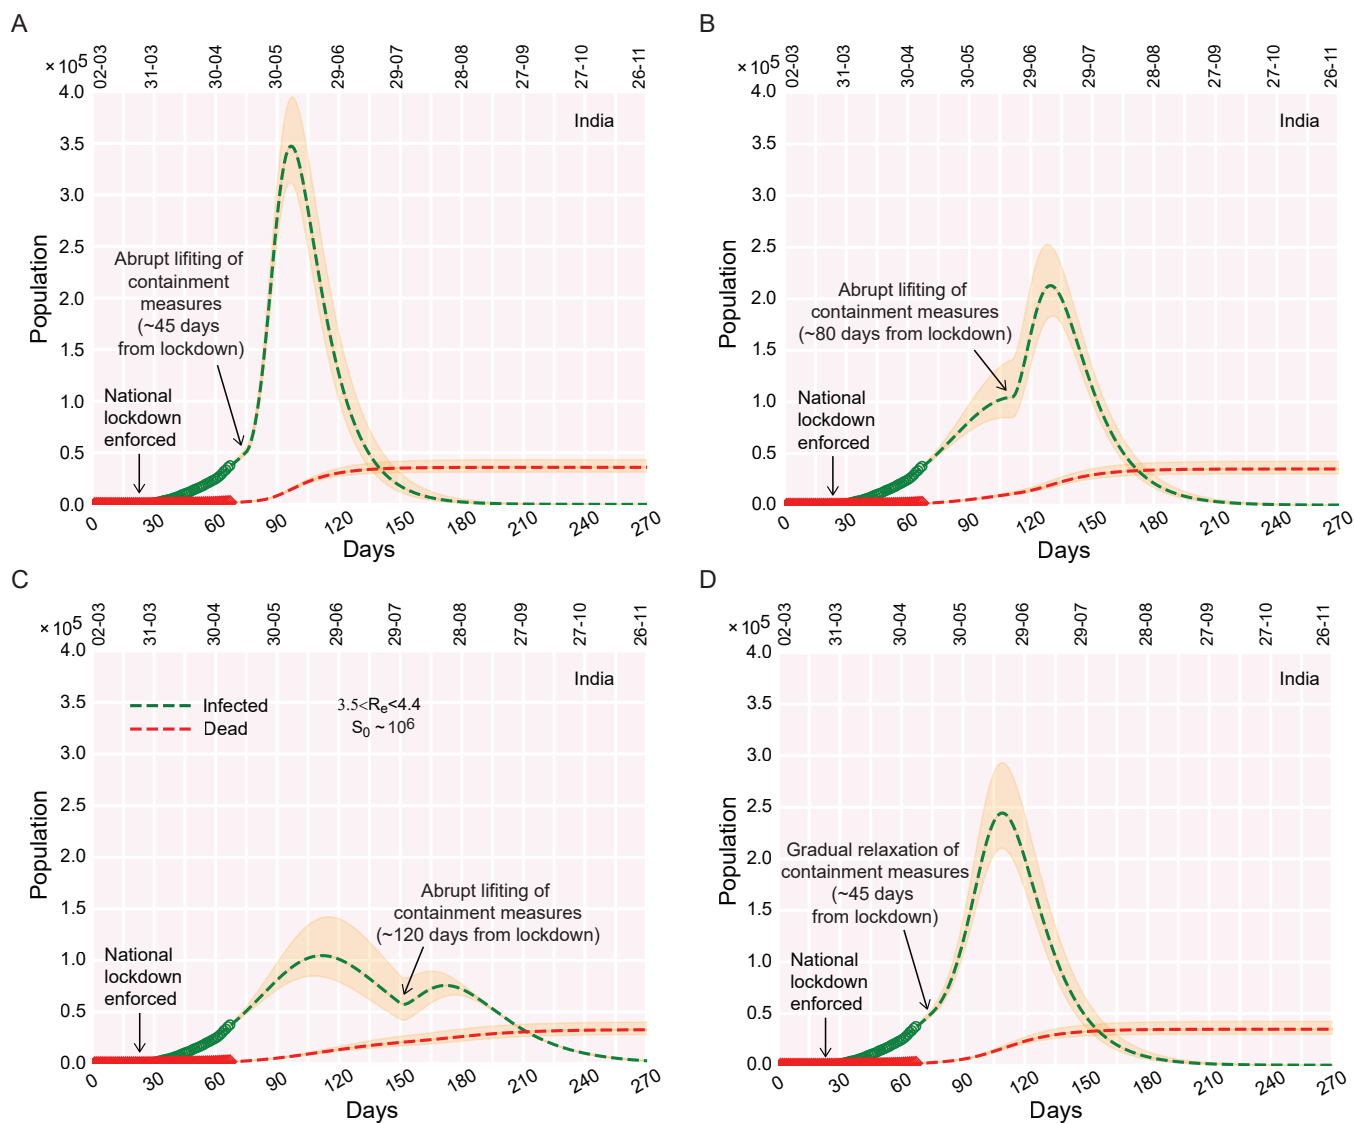 A
02-03 31-03 30-04 30-05 29-06 29-07 28-08 27-09 27-10 26-11
× 10⁵
4.0
India
3.5
3.0
2.5
2.0
1.5
1.0
0.5
0.0
Population
Abrupt lifiting of
containment
measures
(~45 days
from lockdown)
National
lockdown
enforced
0 30 60 90 120 150 180 210 240 270
Days
B
02-03 31-03 30-04 30-05 29-06 29-07 28-08 27-09 27-10 26-11
× 10⁵
4.0
India
3.5
3.0
2.5
2.0
1.5
1.0
0.5
0.0
Population
Abrupt lifiting of
containment measures
(~80 days from lockdown)
National
lockdown
enforced
0 30 60 90 120 150 180 210 240 270
Days
C
02-03 31-03 30-04 30-05 29-06 29-07 28-08 27-09 27-10 26-11
× 10⁵
4.0
India
3.5
3.0
2.5
2.0
1.5
1.0
0.5
0.0
Population
Infected 3.5<Rₑ<4.4
Dead S₀ ~ 10⁶
Abrupt lifiting of
containment measures
(~120 days from lockdown)
National
lockdown
enforced
0 30 60 90 120 150 180 210 240 270
Days
D
02-03 31-03 30-04 30-05 29-06 29-07 28-08 27-09 27-10 26-11
× 10⁵
4.0
India
3.5
3.0
2.5
2.0
1.5
1.0
0.5
0.0
Population
Gradual relaxation of
containment measures
(~45 days
from lockdown)
National
lockdown
enforced
0 30 60 90 120 150 180 210 240 270
Days